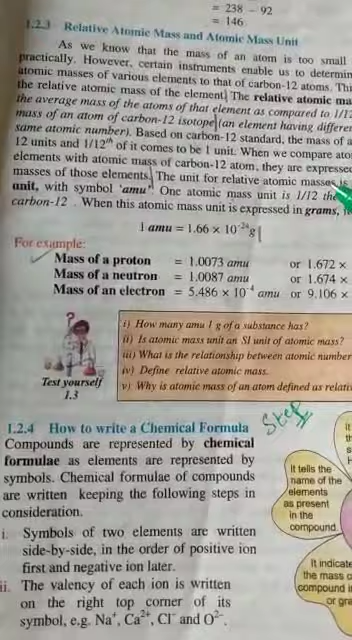 = 238 - 92
= 146
1.2.3 Relative Atomic Mass and Atomic Mass Unit
As we know that the mass of an atom is too small
practically. However, certain instruments enable us to
atomic masses of various elements to that of carbon-12 atoms.
the relative atomic mass of the element. The relative atomic
the average mass of the atoms of that element as compared to 1/12
mass of an atom of carbon-12 isotope (an element having
same atomic number). Based on carbon-12 standard, the mass of
12 units and 1/12th of it comes to be 1 unit. When we compare
elements with atomic mass of carbon-12 atom, they are
masses of those elements. The unit for relative atomic masses is
unit, with symbol 'amu' One atomic mass unit is 1/12
carbon-12 . When this atomic mass unit is expressed in grams,
1 amu = 1.66 × 10⁻²⁴g
For example:
Mass of a proton = 1.0073 amu or 1.672 ×
Mass of a neutron = 1.0087 amu or 1.674 ×
Mass of an electron = 5.486 × 10⁻⁴ amu or 9.106 ×
Test yourself
1.3
i) How many amu 1 g of a substance has?
ii) Is atomic mass unit an SI unit of atomic mass?
iii) What is the relationship between atomic number
iv) Define relative atomic mass.
v) Why is atomic mass of an atom defined as
Step
1.2.4 How to write a Chemical Formula
Compounds are represented by chemical
formulae as elements are represented by
symbols. Chemical formulae of compounds
are written keeping the following steps in
consideration.
i. Symbols of two elements are written
side-by-side, in the order of positive ion
first and negative ion later.
ii. The valency of each ion is written
on the right top corner of its
symbol, e.g. Na⁺, Ca²⁺, Cl⁻ and O²⁻.
It tells the
name of the
elements
as present
in the
compound.
It
the mass
compound in
or